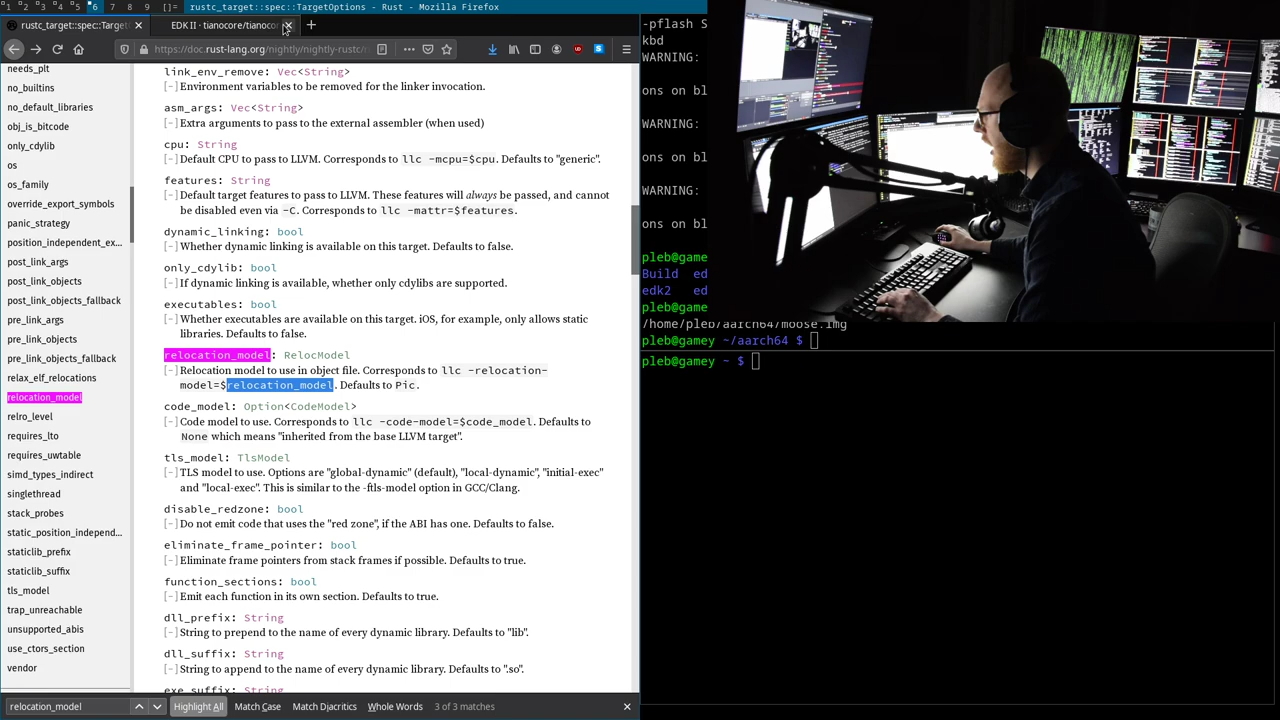 1 2 3 4 5 6 7 8 9 []= rustc_target::spec::TargetOptions - Rust - Mozilla Firefox
rustc_target::spec::Target EDK II · tianocore/tianocor
https://doc.rust-lang.org/nightly/nightly-rustc/r
needs_plt
no_builtins
no_default_libraries
obj_is_bitcode
only_cdylib
os
os_family
override_export_symbols
panic_strategy
position_independent_ex...
post_link_args
post_link_objects
post_link_objects_fallback
pre_link_args
pre_link_objects
pre_link_objects_fallback
relax_elf_relocations
relocation_model
relro_level
requires_lto
requires_uwtable
simd_types_indirect
singlethread
stack_probes
static_position_independ...
staticlib_prefix
staticlib_suffix
tls_model
trap_unreachable
unsupported_abis
use_ctors_section
vendor
link_env_remove: Vec<String>
[-] Environment variables to be removed for the linker invocation.
asm_args: Vec<String>
[-] Extra arguments to pass to the external assembler (when used)
cpu: String
[-] Default CPU to pass to LLVM. Corresponds to llc -mcpu=$cpu. Defaults to "generic".
features: String
[-] Default target features to pass to LLVM. These features will always be passed, and cannot
be disabled even via -C. Corresponds to llc -mattr=$features.
dynamic_linking: bool
[-] Whether dynamic linking is available on this target. Defaults to false.
only_cdylib: bool
[-] If dynamic linking is available, whether only cdylibs are supported.
executables: bool
[-] Whether executables are available on this target. iOS, for example, only allows static
libraries. Defaults to false.
relocation_model: RelocModel
[-] Relocation model to use in object file. Corresponds to llc -relocation-
model=$relocation_model. Defaults to Pic.
code_model: Option<CodeModel>
[-] Code model to use. Corresponds to llc -code-model=$code_model. Defaults to
None which means "inherited from the base LLVM target".
tls_model: TlsModel
[-] TLS model to use. Options are "global-dynamic" (default), "local-dynamic", "initial-exec"
and "local-exec". This is similar to the -ftls-model option in GCC/Clang.
disable_redzone: bool
[-] Do not emit code that uses the "red zone", if the ABI has one. Defaults to false.
eliminate_frame_pointer: bool
[-] Eliminate frame pointers from stack frames if possible. Defaults to true.
function_sections: bool
[-] Emit each function in its own section. Defaults to true.
dll_prefix: String
[-] String to prepend to the name of every dynamic library. Defaults to "lib".
dll_suffix: String
[-] String to append to the name of every dynamic library. Defaults to ".so".
exe_suffix: String
relocation_model Highlight All Match Case Match Diacritics Whole Words 3 of 3 matches
-pflash S
kbd
WARNING:
ons on bl
WARNING:
ons on bl
WARNING:
ons on bl
pleb@game
Build ed
edk2 ed
pleb@game
/home/pleb/aarch64/moose.img
pleb@gamey ~/aarch64 $
pleb@gamey ~ $